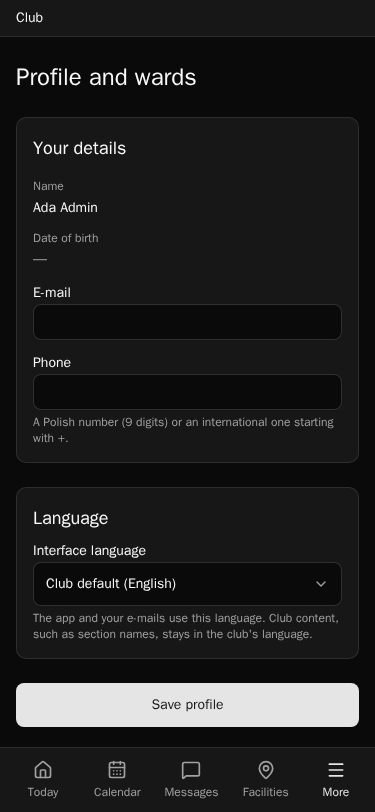 Club
Profile and wards
Your details
Name
Ada Admin
Date of birth
—
E-mail
Phone
A Polish number (9 digits) or an international one starting
with +.
Language
Interface language
Club default (English)
The app and your e-mails use this language. Club content,
such as section names, stays in the club's language.
Save profile
Today
Calendar
Messages
Facilities
More